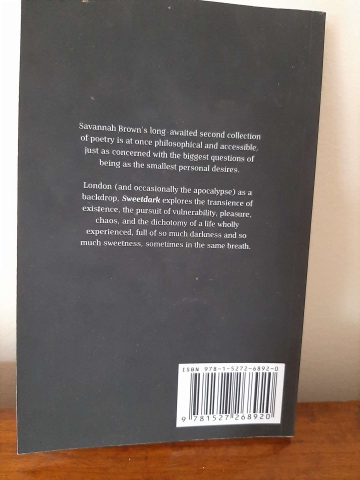 Savannah Brown's long-awaited second collection
of poetry is at once philosophical and accessible,
just as concerned with the biggest questions of
being as the smallest personal desires.
London (and occasionally the apocalypse) as a
backdrop, Sweetdark explores the transience of
existence, the pursuit of vulnerability, pleasure,
chaos, and the dichotomy of a life wholly
experienced, full of so much darkness and so
much sweetness, sometimes in the same breath.
ISBN 978-1-5272-6892-0
9 781527 268920